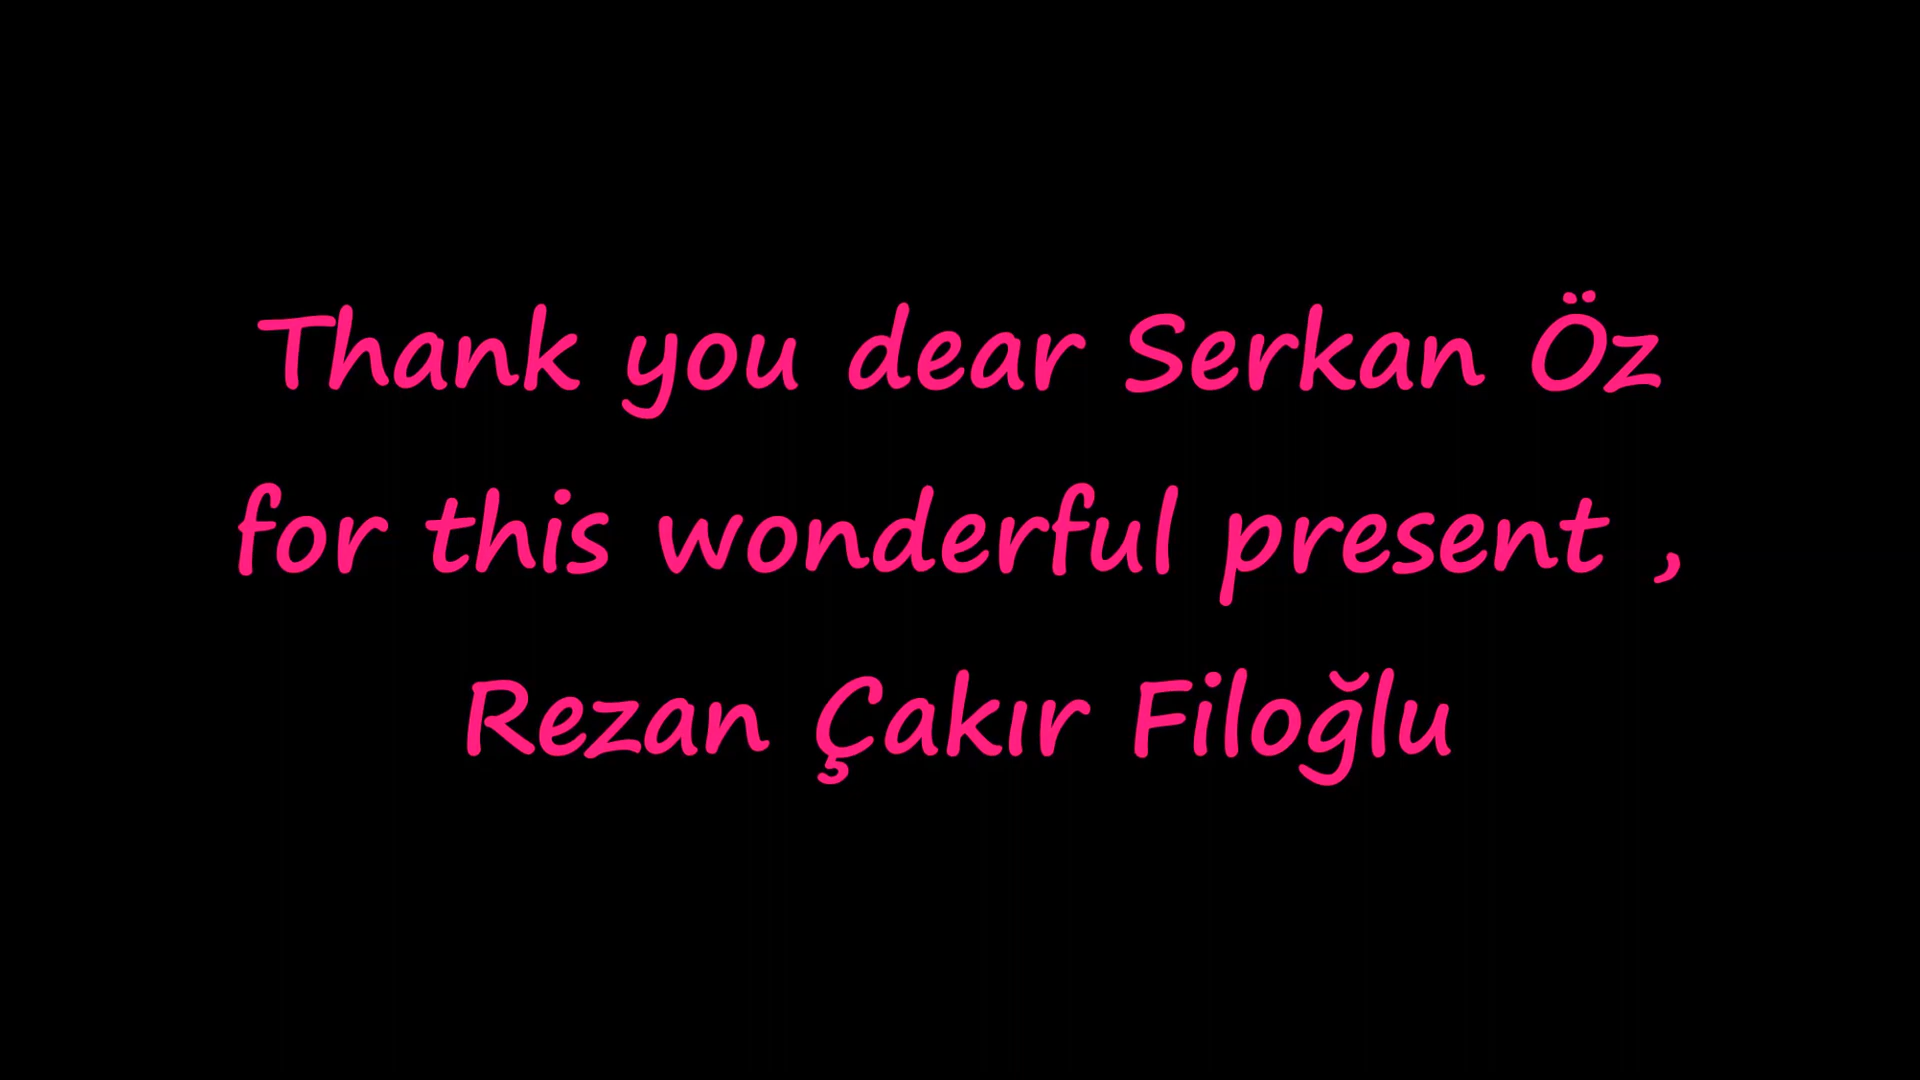 Thank you dear Serkan Öz
for this wonderful present ,
Rezan Çakır Filoğlu